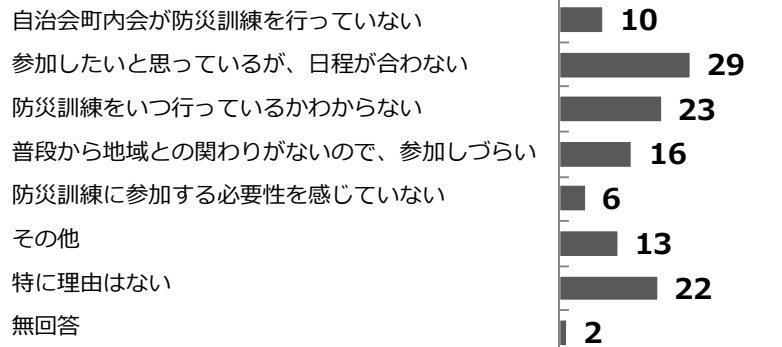 自治会町内会が防災訓練を行っていない 10
参加したいと思っているが、日程が合わない 29
防災訓練をいつ行っているかわからない 23
普段から地域との関わりがないので、参加しづらい 16
防災訓練に参加する必要性を感じていない 6
その他 13
特に理由はない 22
無回答 2